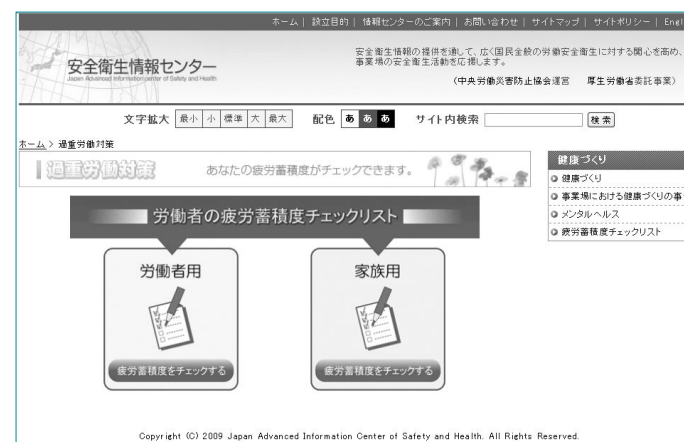 ホーム | 設立目的 | 情報センターのご案内 | お問い合わせ | サイトマップ | サイトポリシー | Engl
安全衛生情報センター
Japan Advanced Information center of Safety and Health
安全衛生情報の提供を通して、広く国民全般の労働安全衛生に対する関心を高め、
事業場の安全衛生活動を応援します。
(中央労働災害防止協会運営 厚生労働省委託事業)
文字拡大 最小 小 標準 大 最大 配色 あ あ あ サイト内検索 検索
ホーム > 過重労働対策
過重労働対策 あなたの疲労蓄積度がチェックできます。
労働者の疲労蓄積度チェックリスト
労働者用
疲労蓄積度をチェックする
家族用
疲労蓄積度をチェックする
健康づくり
健康づくり
事業場における健康づくりの事
メンタルヘルス
疲労蓄積度チェックリスト
Copyright (C) 2009 Japan Advanced Information Center of Safety and Health. All Rights Reserved.